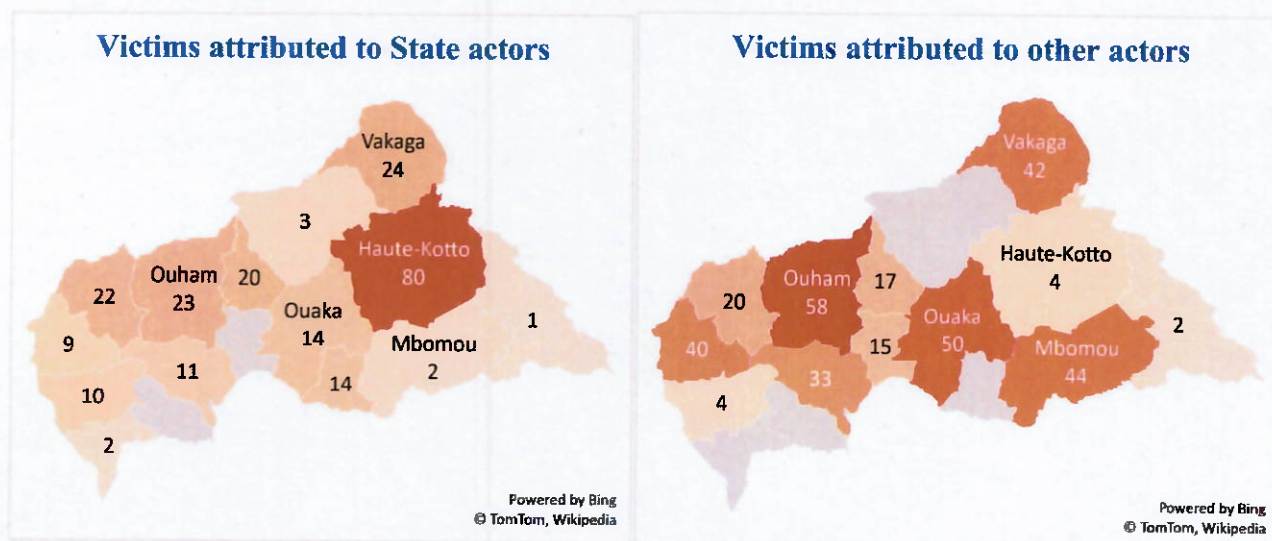 Victims attributed to State actors
Vakaga
24
3
Haute-Kotto
80
Ouham
23
20
22
Ouaka
14
1
9
Mbomou
2
11
14
10
2
Powered by Bing
© TomTom, Wikipedia
Victims attributed to other actors
Vakaga
42
Haute-Kotto
4
Ouham
58
17
20
Ouaka
50
2
15
40
Mbomou
44
33
4
Powered by Bing
© TomTom, Wikipedia